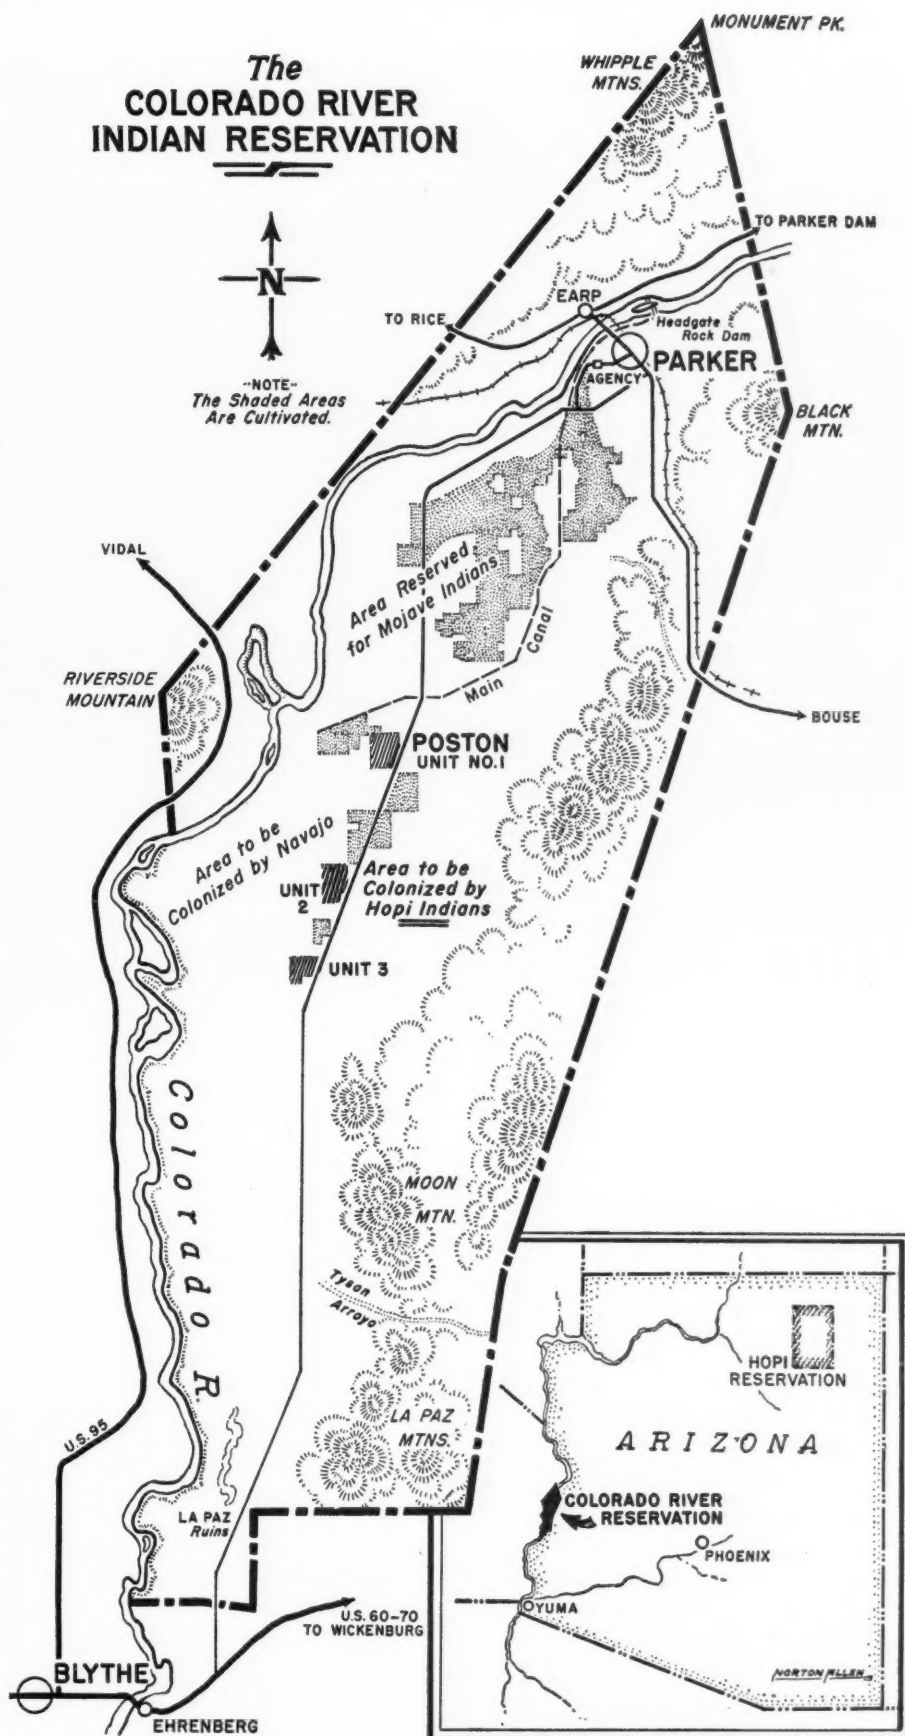 The
COLORADO RIVER
INDIAN RESERVATION
MONUMENT PK.
WHIPPLE
MTNS.
TO PARKER DAM
N
EARP
TO RICE
Headgate
Rock Dam
PARKER
AGENCY
--NOTE--
The Shaded Areas
Are Cultivated.
BLACK
MTN.
VIDAL
Area Reserved
for Mojave Indians
Main
Canal
RIVERSIDE
MOUNTAIN
BOUSE
POSTON
UNIT NO.1
Area to be
Colonized by Navajo
Area to be
Colonized by
Hopi Indians
UNIT
2
UNIT 3
Colorado R.
MOON
MTN.
Tyson
Arroyo
HOPI
RESERVATION
LA PAZ
MTNS.
ARIZONA
U.S.95
COLORADO RIVER
RESERVATION
LA PAZ
Ruins
PHOENIX
YUMA
U.S. 60-70
TO WICKENBURG
BLYTHE
EHRENBERG
NORTON ALLEN